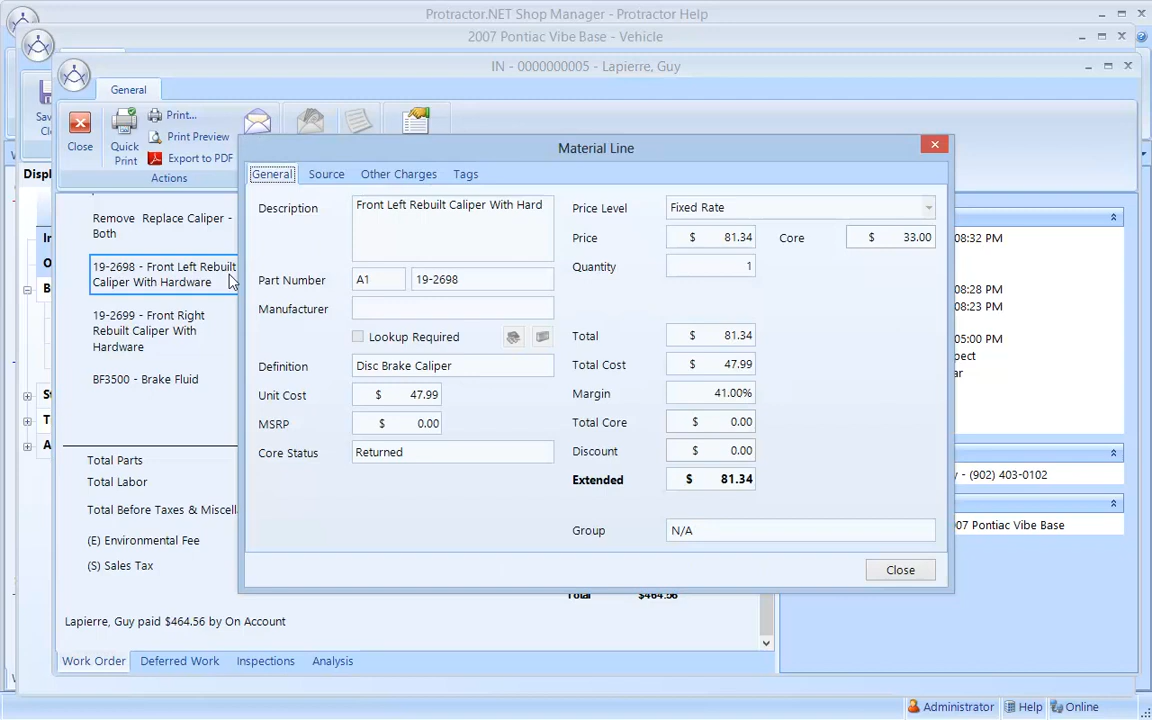 Protractor.NET Shop Manager - Protractor Help
2007 Pontiac Vibe Base - Vehicle
IN - 0000000005 - Lapierre, Guy
General
Close
Quick
Print
Print...
Print Preview
Export to PDF
Actions
Remove Replace Caliper -
Both
19-2698 - Front Left Rebuilt
Caliper With Hardware
19-2699 - Front Right
Rebuilt Caliper With
Hardware
BF3500 - Brake Fluid
Total Parts
Total Labor
Total Before Taxes & Miscell
(E) Environmental Fee
(S) Sales Tax
Total $464.56
Lapierre, Guy paid $464.56 by On Account
Work Order Deferred Work Inspections Analysis
Material Line
General Source Other Charges Tags
Description Front Left Rebuilt Caliper With Hard
Part Number A1 19-2698
Manufacturer
Lookup Required
Definition Disc Brake Caliper
Unit Cost $ 47.99
MSRP $ 0.00
Core Status Returned
Price Level Fixed Rate
Price $ 81.34 Core $ 33.00
Quantity 1
Total $ 81.34
Total Cost $ 47.99
Margin 41.00%
Total Core $ 0.00
Discount $ 0.00
Extended $ 81.34
Group N/A
Close
08:32 PM
08:28 PM
08:23 PM
05:00 PM
pect
ar
y - (902) 403-0102
007 Pontiac Vibe Base
Administrator Help Online